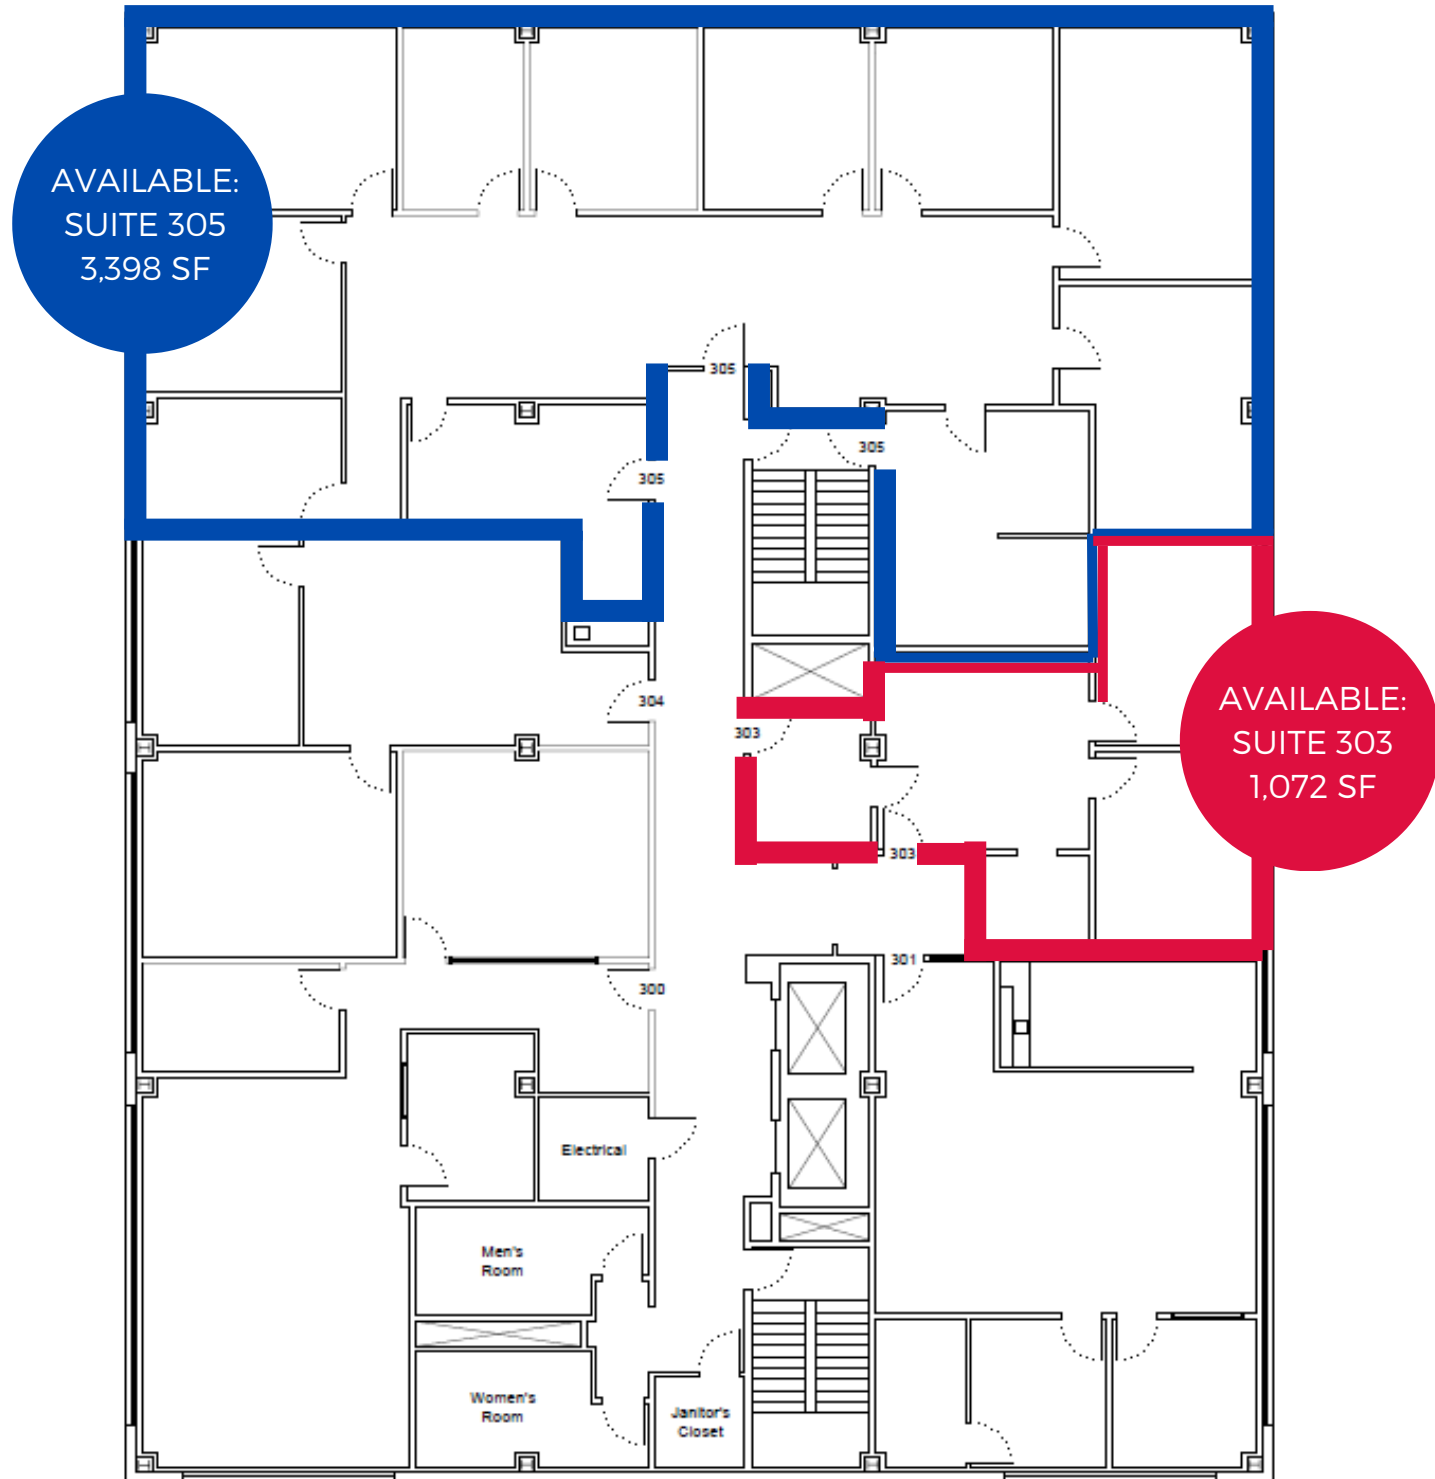 AVAILABLE:
SUITE 305
3,398 SF
305
305
305
AVAILABLE:
SUITE 303
1,072 SF
304
303
303
301
300
Electrical
Men's
Room
Women's
Room
Janitor's
Closet